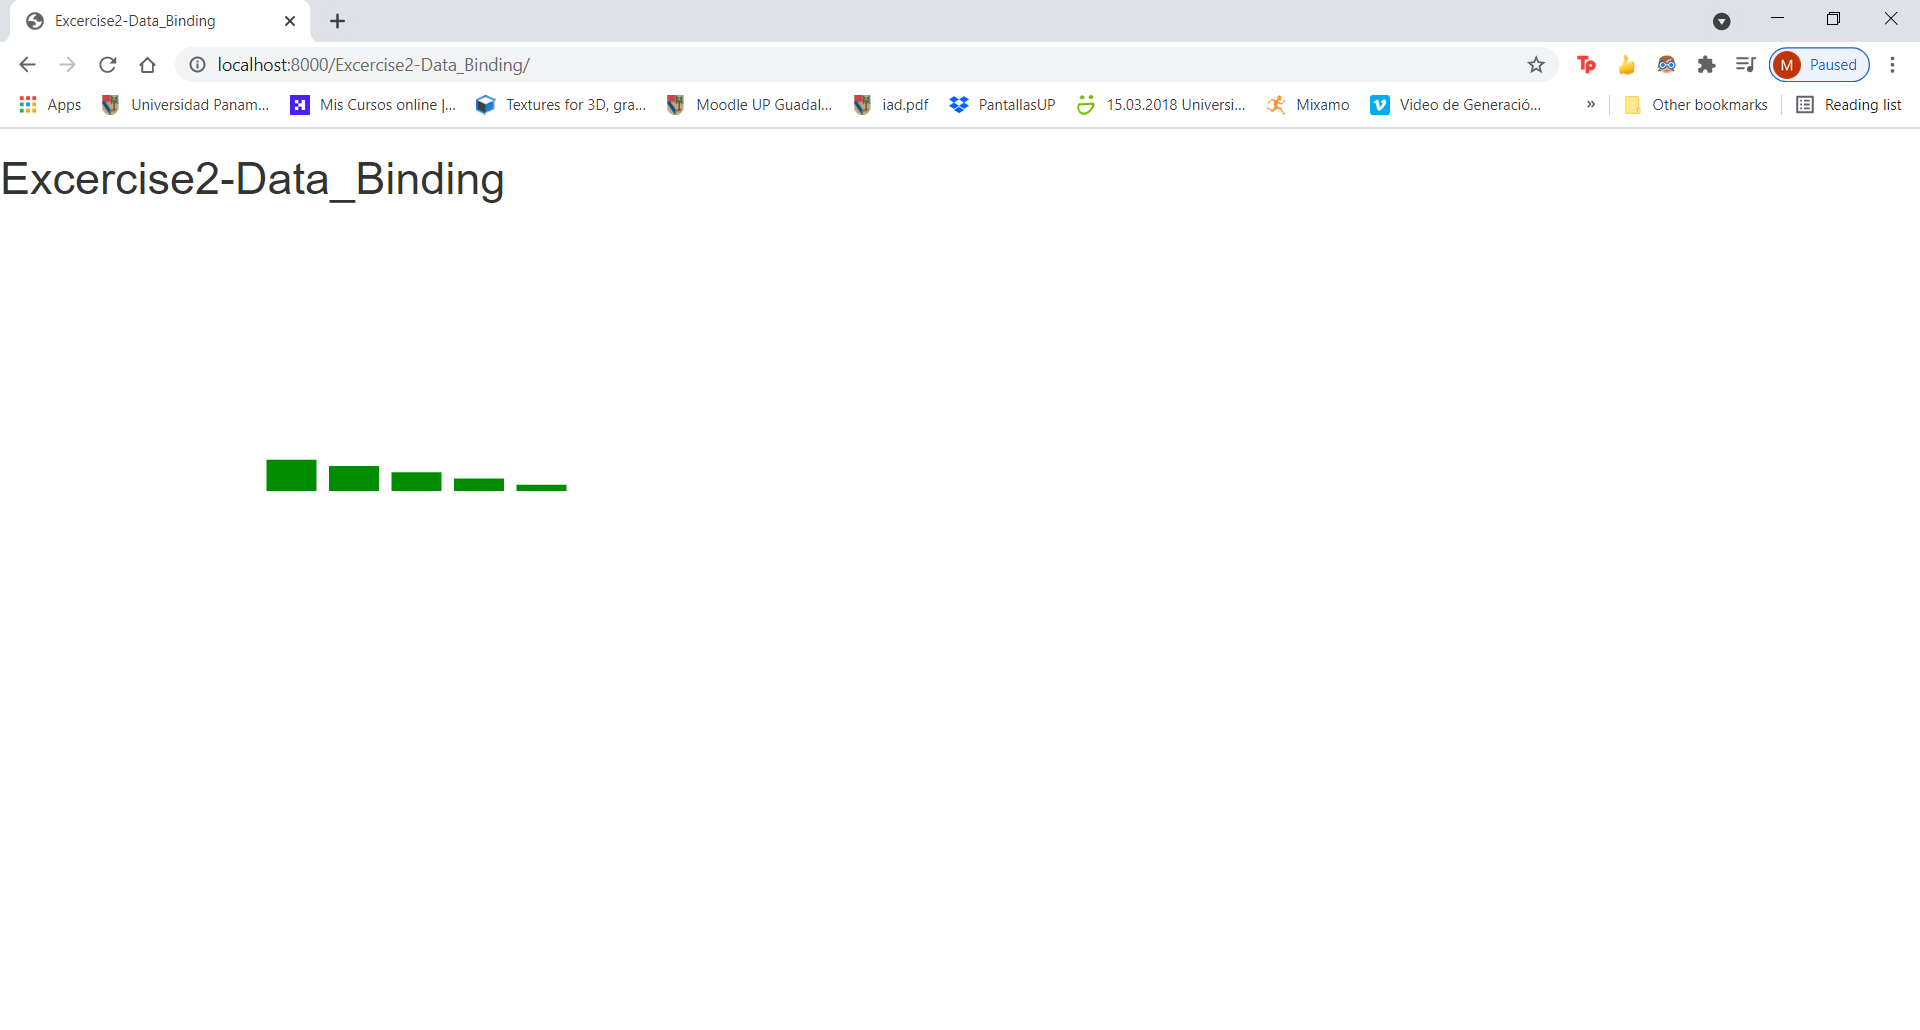 Excercise2-Data_Binding
localhost:8000/Excercise2-Data_Binding/
Tp
M Paused
Apps Universidad Panam... Mis Cursos online |... Textures for 3D, gra... Moodle UP Guadal... iad.pdf PantallasUP 15.03.2018 Universi... Mixamo Video de Generació... » Other bookmarks Reading list
Excercise2-Data_Binding